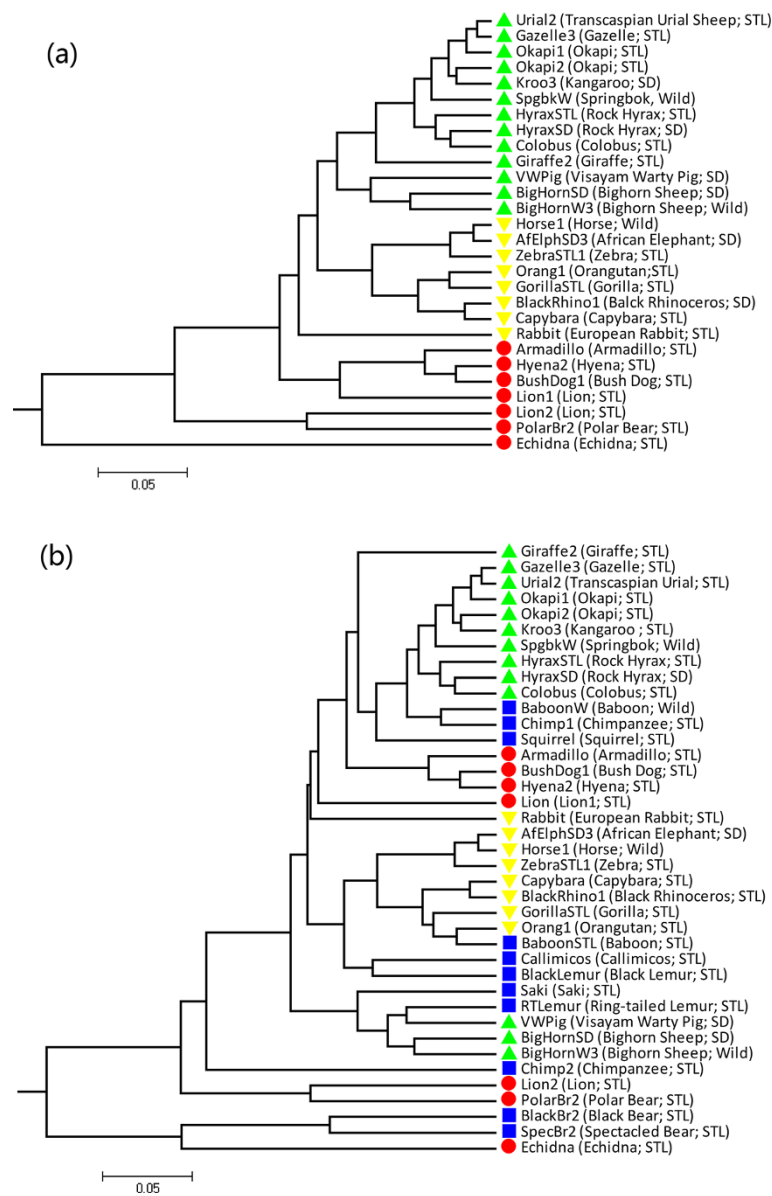 (a)
Urial2 (Transcaspian Urial Sheep; STL)
Gazelle3 (Gazelle; STL)
Okapi1 (Okapi; STL)
Okapi2 (Okapi; STL)
Kroo3 (Kangaroo; SD)
SpgbkW (Springbok, Wild)
HyraxSTL (Rock Hyrax; STL)
HyraxSD (Rock Hyrax; SD)
Colobus (Colobus; STL)
Giraffe2 (Giraffe; STL)
VWPig (Visayam Warty Pig; SD)
BigHornSD (Bighorn Sheep; SD)
BigHornW3 (Bighorn Sheep; Wild)
Horse1 (Horse; Wild)
AfElphSD3 (African Elephant; SD)
ZebraSTL1 (Zebra; STL)
Orang1 (Orangutan;STL)
GorillaSTL (Gorilla; STL)
BlackRhino1 (Balck Rhinoceros; SD)
Capybara (Capybara; STL)
Rabbit (European Rabbit; STL)
Armadillo (Armadillo; STL)
Hyena2 (Hyena; STL)
BushDog1 (Bush Dog; STL)
Lion1 (Lion; STL)
Lion2 (Lion; STL)
PolarBr2 (Polar Bear; STL)
Echidna (Echidna; STL)
0.05
(b)
Giraffe2 (Giraffe; STL)
Gazelle3 (Gazelle; STL)
Urial2 (Transcaspian Urial; STL)
Okapi1 (Okapi; STL)
Okapi2 (Okapi; STL)
Kroo3 (Kangaroo ; STL)
SpgbkW (Springbok; Wild)
HyraxSTL (Rock Hyrax; STL)
HyraxSD (Rock Hyrax; SD)
Colobus (Colobus; STL)
BaboonW (Baboon; Wild)
Chimp1 (Chimpanzee; STL)
Squirrel (Squirrel; STL)
Armadillo (Armadillo; STL)
BushDog1 (Bush Dog; STL)
Hyena2 (Hyena; STL)
Lion (Lion1; STL)
Rabbit (European Rabbit; STL)
AfElphSD3 (African Elephant; SD)
Horse1 (Horse; Wild)
ZebraSTL1 (Zebra; STL)
Capybara (Capybara; STL)
BlackRhino1 (Black Rhinoceros; STL)
GorillaSTL (Gorilla; STL)
Orang1 (Orangutan; STL)
BaboonSTL (Baboon; STL)
Callimicos (Callimicos; STL)
BlackLemur (Black Lemur; STL)
Saki (Saki; STL)
RTLemur (Ring-tailed Lemur; STL)
VWPig (Visayam Warty Pig; SD)
BigHornSD (Bighorn Sheep; SD)
BigHornW3 (Bighorn Sheep; Wild)
Chimp2 (Chimpanzee; STL)
Lion2 (Lion; STL)
PolarBr2 (Polar Bear; STL)
BlackBr2 (Black Bear; STL)
SpecBr2 (Spectacled Bear; STL)
Echidna (Echidna; STL)
0.05